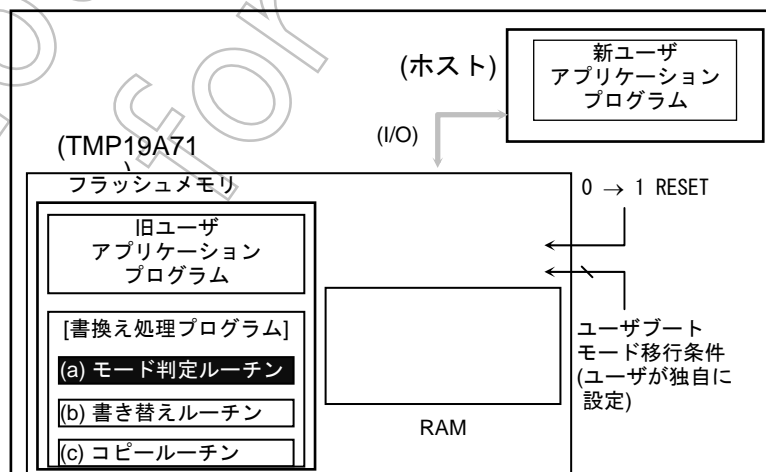 (ホスト)
新ユーザ
アプリケーション
プログラム
(I/O)
(TMP19A71
)
フラッシュメモリ
0 → 1 RESET
旧ユーザ
アプリケーション
プログラム
[書換え処理プログラム]
(a) モード判定ルーチン
(b) 書き替えルーチン
(c) コピールーチン
RAM
ユーザブート
モード移行条件
(ユーザが独自に
設定)
for